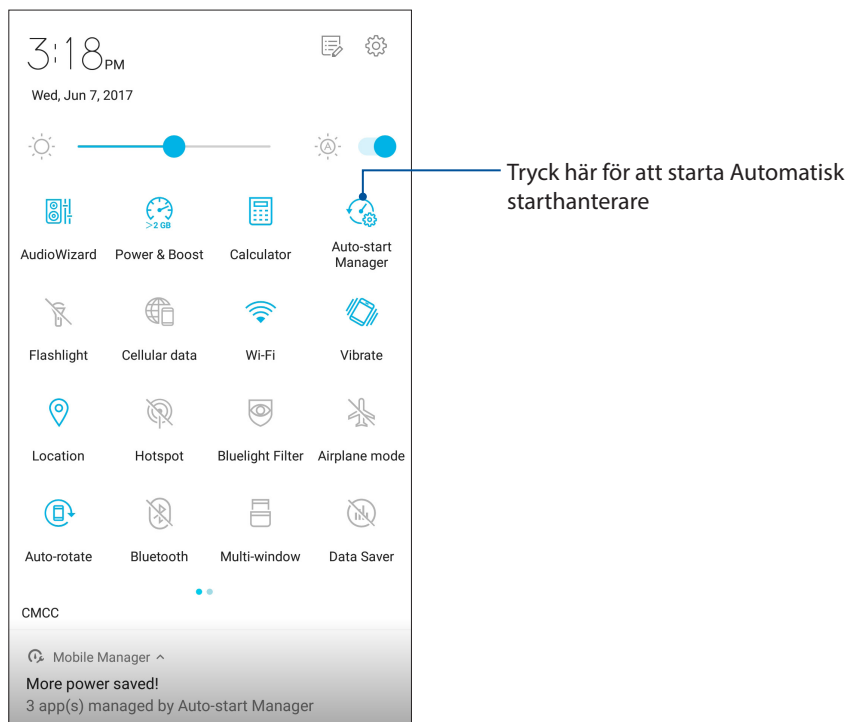 3:18 PM
Wed, Jun 7, 2017
A
Tryck här för att starta Automatisk
starthanterare
>2 GB
AudioWizard Power & Boost Calculator Auto-start
Manager
Flashlight Cellular data Wi-Fi Vibrate
Location Hotspot Bluelight Filter Airplane mode
Auto-rotate Bluetooth Multi-window Data Saver
CMCC
Mobile Manager
More power saved!
3 app(s) managed by Auto-start Manager